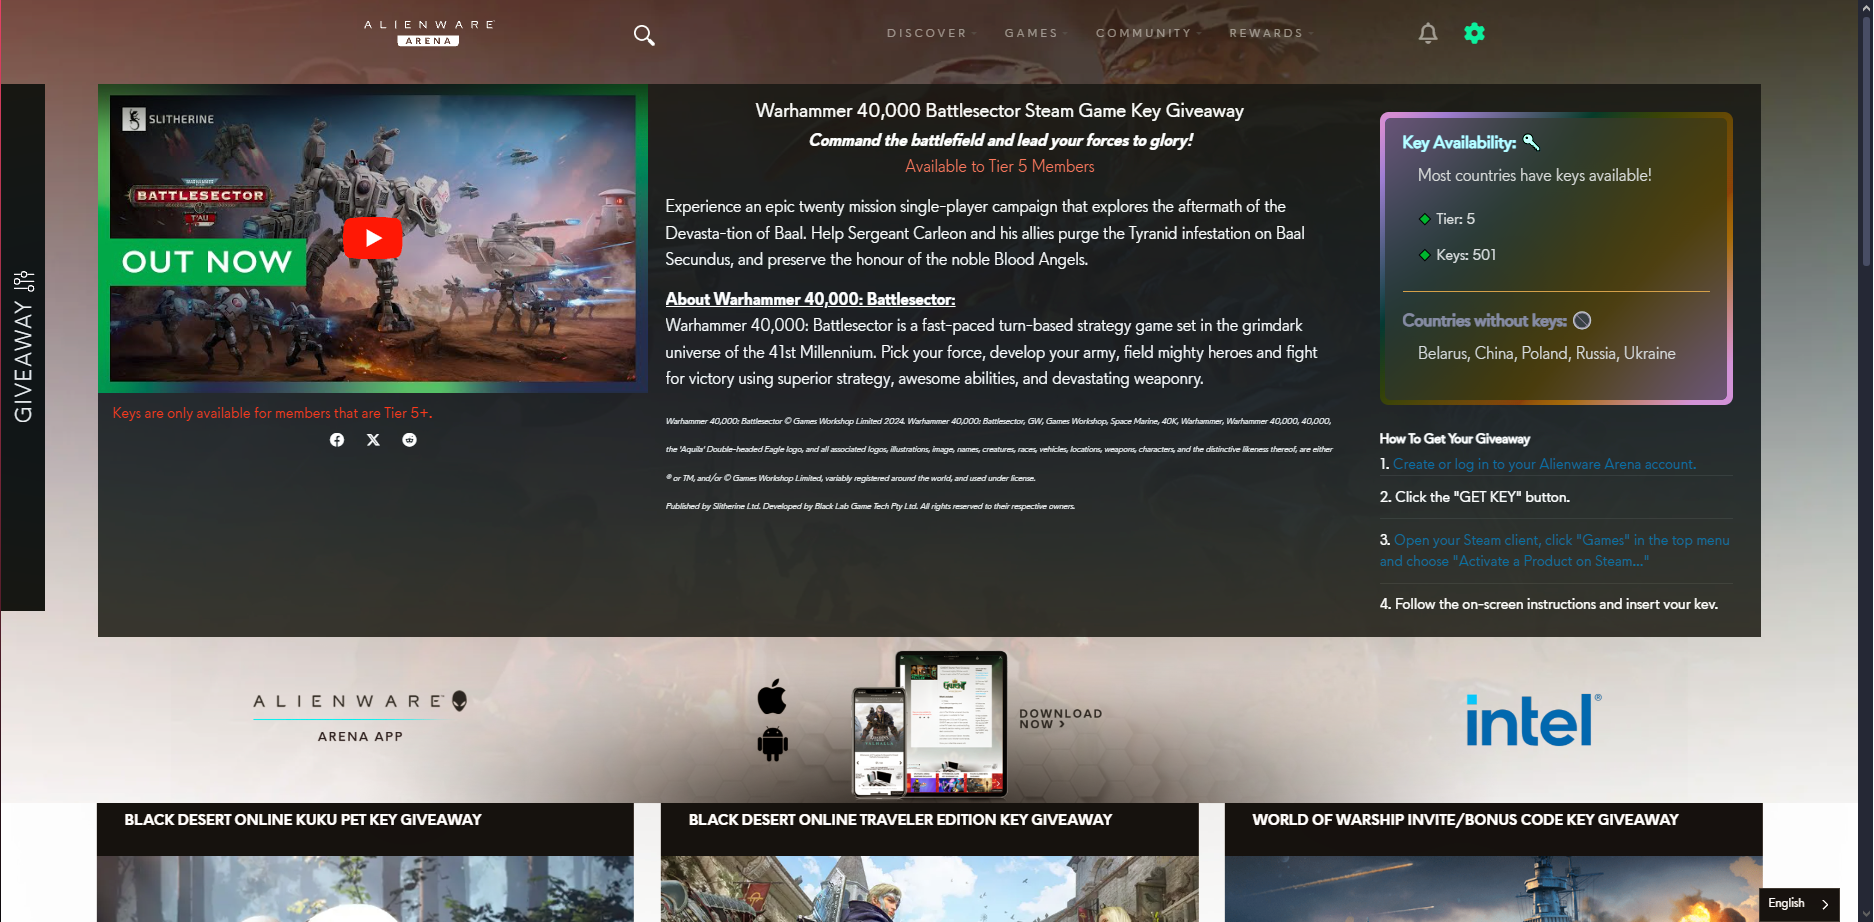 ALIENWARE
ARENA
DISCOVER
GAMES
COMMUNITY
REWARDS
GIVEAWAY
SLITHERINE
WARHAMMER
BATTLESECTOR
T'AU
OUT NOW
Keys are only available for members that are Tier 5+.
Warhammer 40,000 Battlesector Steam Game Key Giveaway
Command the battlefield and lead your forces to glory!
Available to Tier 5 Members
Experience an epic twenty mission single-player campaign that explores the aftermath of the
Devasta-tion of Baal. Help Sergeant Carleon and his allies purge the Tyranid infestation on Baal
Secundus, and preserve the honour of the noble Blood Angels.
About Warhammer 40,000: Battlesector:
Warhammer 40,000: Battlesector is a fast-paced turn-based strategy game set in the grimdark
universe of the 41st Millennium. Pick your force, develop your army, field mighty heroes and fight
for victory using superior strategy, awesome abilities, and devastating weaponry.
Warhammer 40,000: Battlesector © Games Workshop Limited 2024. Warhammer 40,000: Battlesector, GW, Games Workshop, Space Marine, 40K, Warhammer, Warhammer 40,000, 40,000,
the 'Aquila' Double-headed Eagle logo, and all associated logos, illustrations, image, names, creatures, races, vehicles, locations, weapons, characters, and the distinctive likeness thereof, are either
® or TM, and/or © Games Workshop Limited, variably registered around the world, and used under license.
Published by Slitherine Ltd. Developed by Black Lab Game Tech Pty Ltd. All rights reserved to their respective owners.
Key Availability:
Most countries have keys available!
Tier: 5
Keys: 501
Countries without keys:
Belarus, China, Poland, Russia, Ukraine
How To Get Your Giveaway
1. Create or log in to your Alienware Arena account.
2. Click the "GET KEY" button.
3. Open your Steam client, click "Games" in the top menu
and choose "Activate a Product on Steam..."
4. Follow the on-screen instructions and insert your key.
ALIENWARE
ARENA APP
DOWNLOAD
NOW >
intel®
BLACK DESERT ONLINE KUKU PET KEY GIVEAWAY
BLACK DESERT ONLINE TRAVELER EDITION KEY GIVEAWAY
WORLD OF WARSHIP INVITE/BONUS CODE KEY GIVEAWAY
English